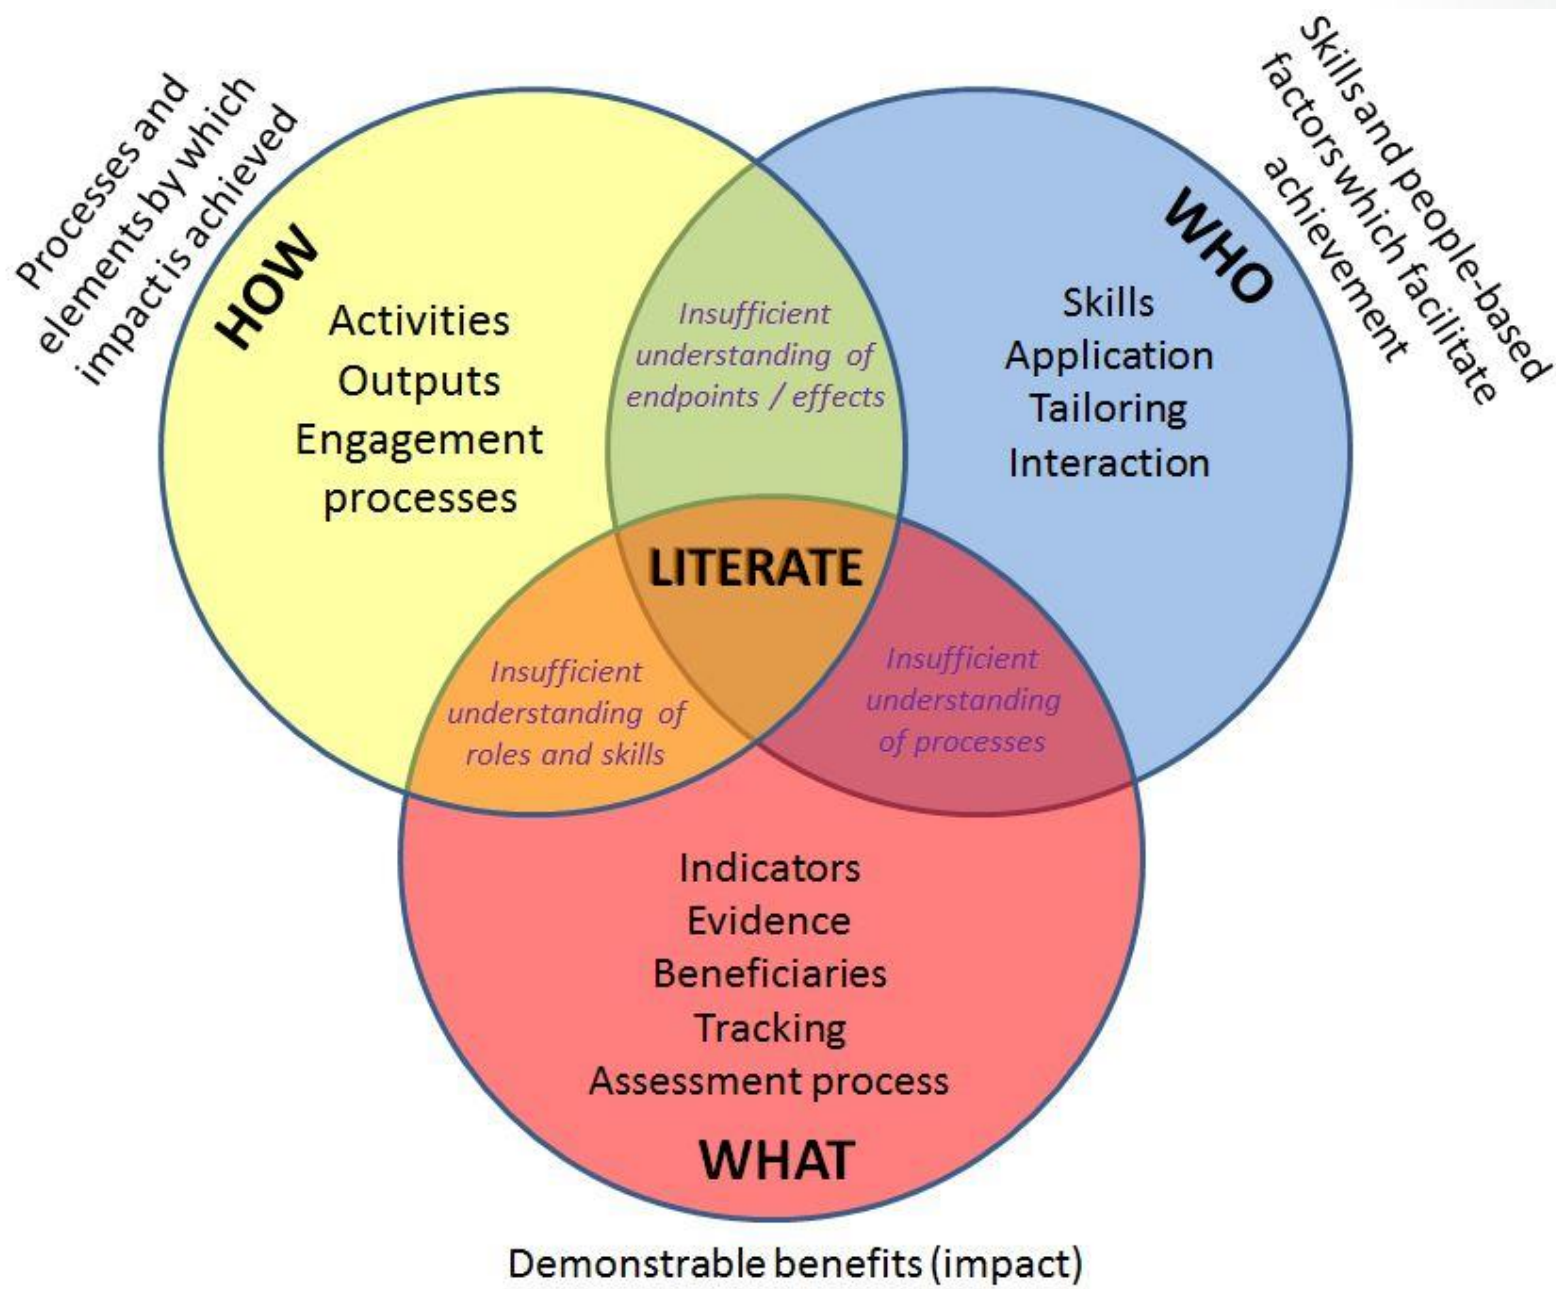 Processes and
elements by which
impact is achieved
HOW
Activities
Outputs
Engagement
processes
Insufficient
understanding of
endpoints / effects
Skills and people-based
factors which facilitate
achievement
WHO
Skills
Application
Tailoring
Interaction
LITERATE
Insufficient
understanding of
roles and skills
Insufficient
understanding
of processes
Indicators
Evidence
Beneficiaries
Tracking
Assessment process
WHAT
Demonstrable benefits (impact)